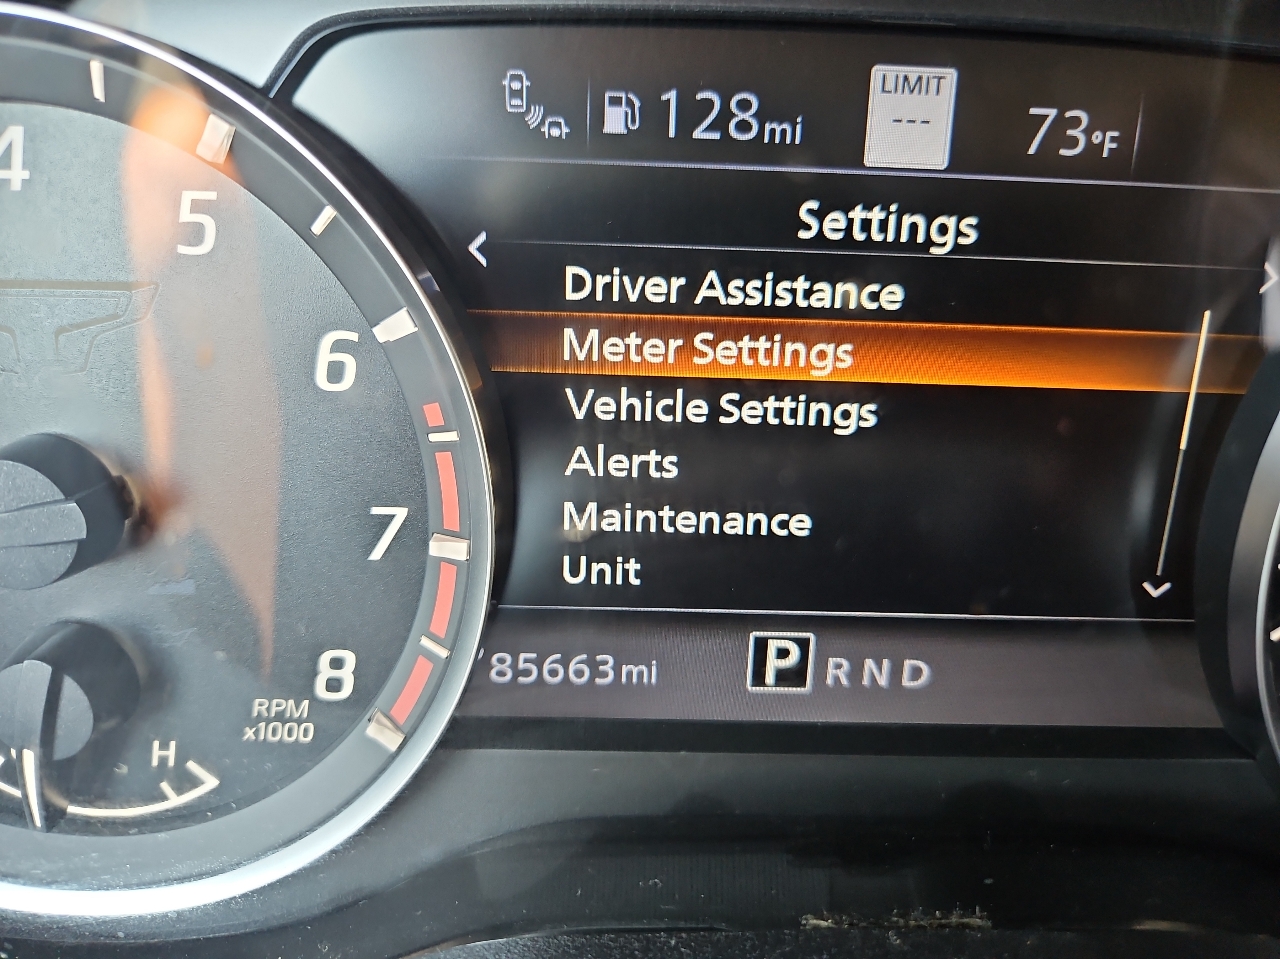 128mi
LIMIT
---
73°F
Settings
Driver Assistance
Meter Settings
Vehicle Settings
Alerts
Maintenance
Unit
85663mi
P R N D
4
5
6
7
8
RPM
x1000
H